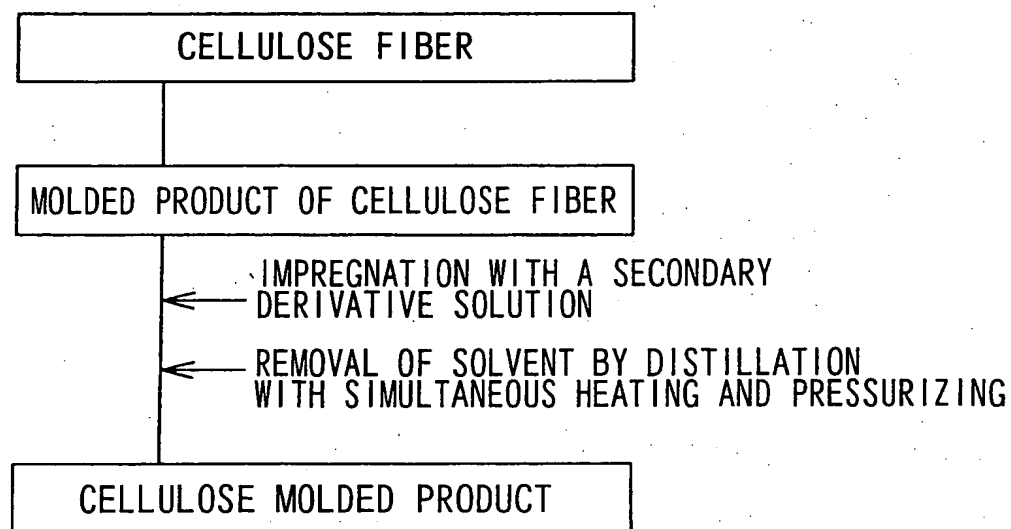 CELLULOSE FIBER
MOLDED PRODUCT OF CELLULOSE FIBER
IMPREGNATION WITH A SECONDARY
DERIVATIVE SOLUTION
REMOVAL OF SOLVENT BY DISTILLATION
WITH SIMULTANEOUS HEATING AND PRESSURIZING
CELLULOSE MOLDED PRODUCT